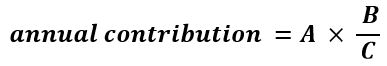 annual contribution = A × B/C